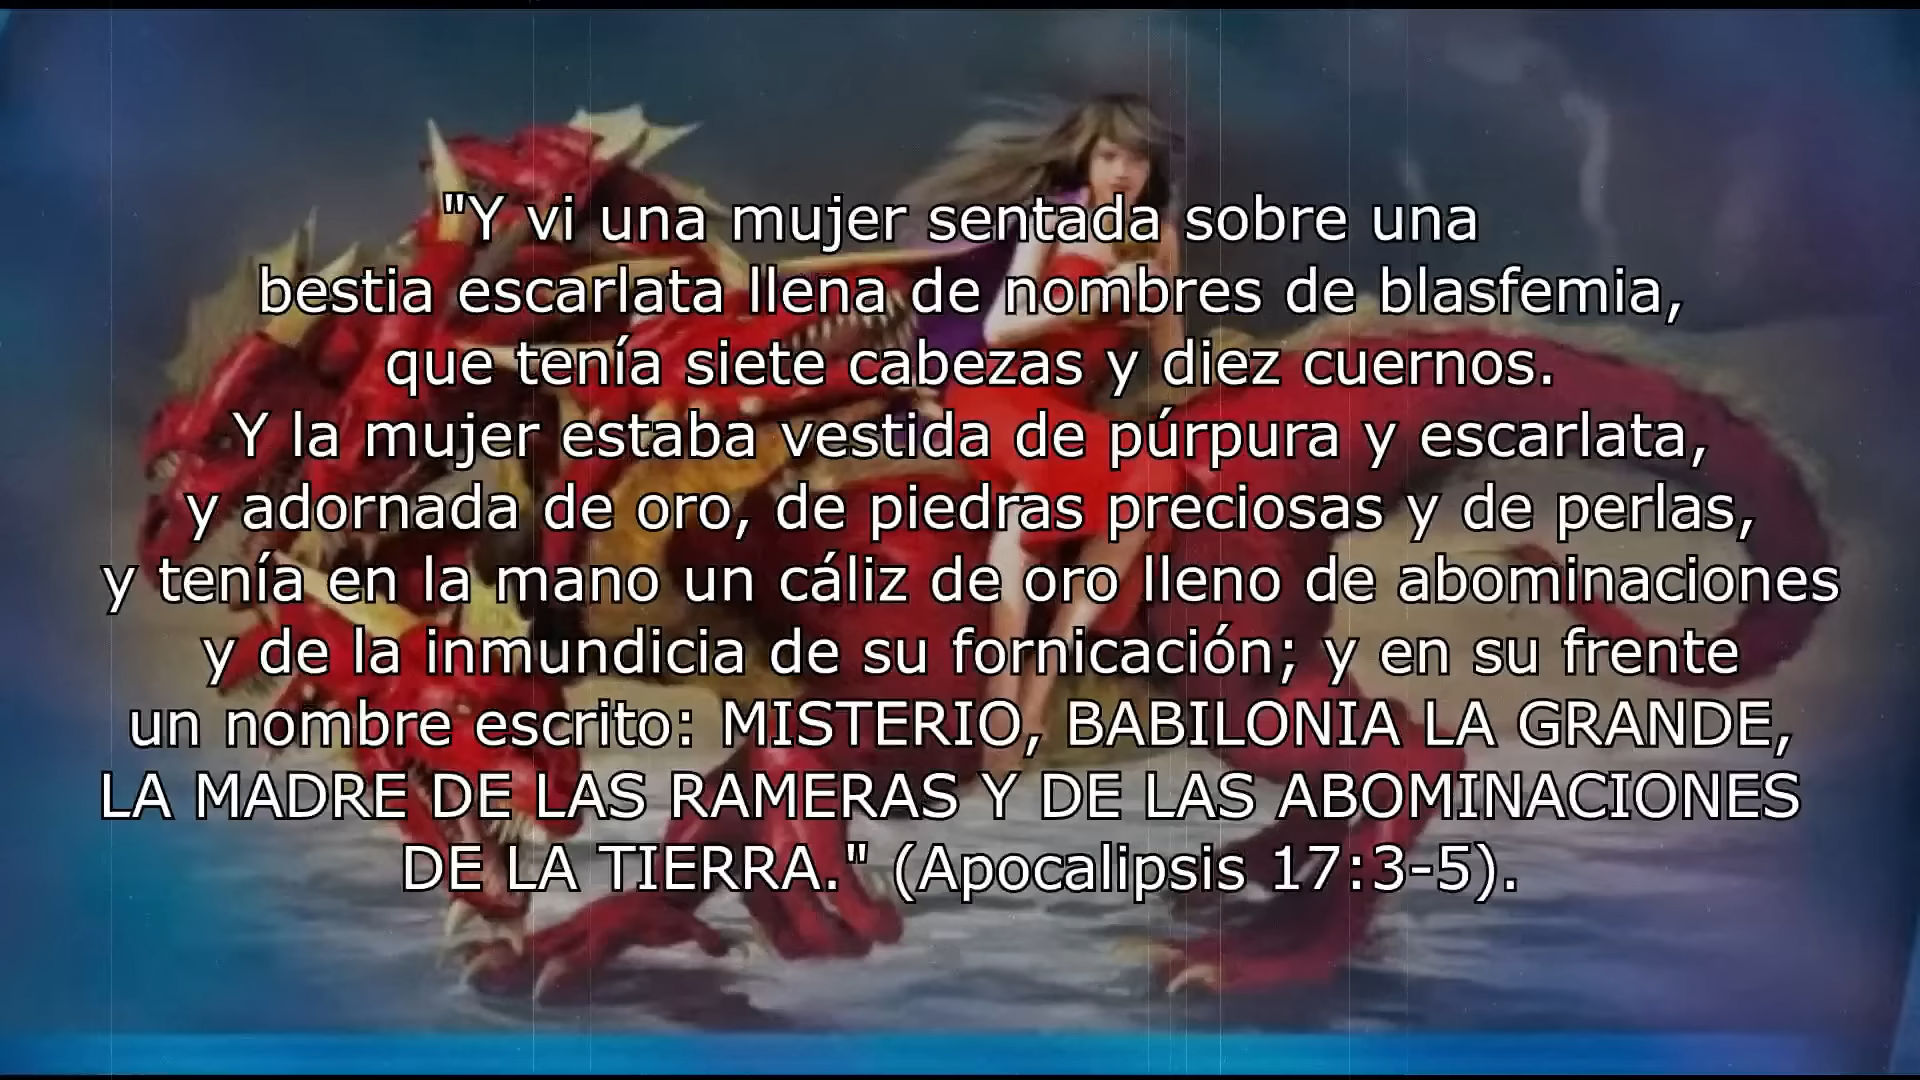 "Y vi una mujer sentada sobre una
bestia escarlata llena de nombres de blasfemia,
que tenía siete cabezas y diez cuernos.
Y la mujer estaba vestida de púrpura y escarlata,
y adornada de oro, de piedras preciosas y de perlas,
y tenía en la mano un cáliz de oro lleno de abominaciones
y de la inmundicia de su fornicación; y en su frente
un nombre escrito: MISTERIO, BABILONIA LA GRANDE,
LA MADRE DE LAS RAMERAS Y DE LAS ABOMINACIONES
DE LA TIERRA." (Apocalipsis 17:3-5).